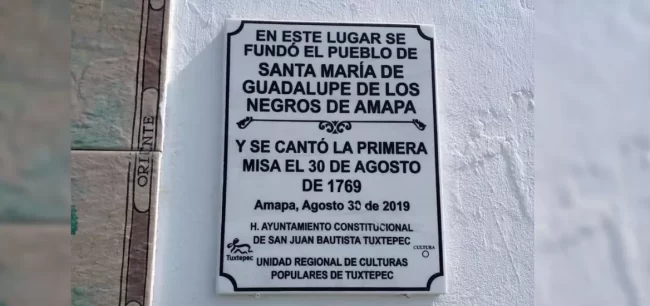 EN ESTE LUGAR SE
FUNDÓ EL PUEBLO DE
SANTA MARÍA DE
GUADALUPE DE LOS
NEGROS DE AMAPA
Y SE CANTÓ LA PRIMERA
MISA EL 30 DE AGOSTO
DE 1769
Amapa, Agosto 30 de 2019
H. AYUNTAMIENTO CONSTITUCIONAL
DE SAN JUAN BAUTISTA TUXTEPEC
Tuxtepec
CULTURA
UNIDAD REGIONAL DE CULTURAS
POPULARES DE TUXTEPEC
ORIENTE